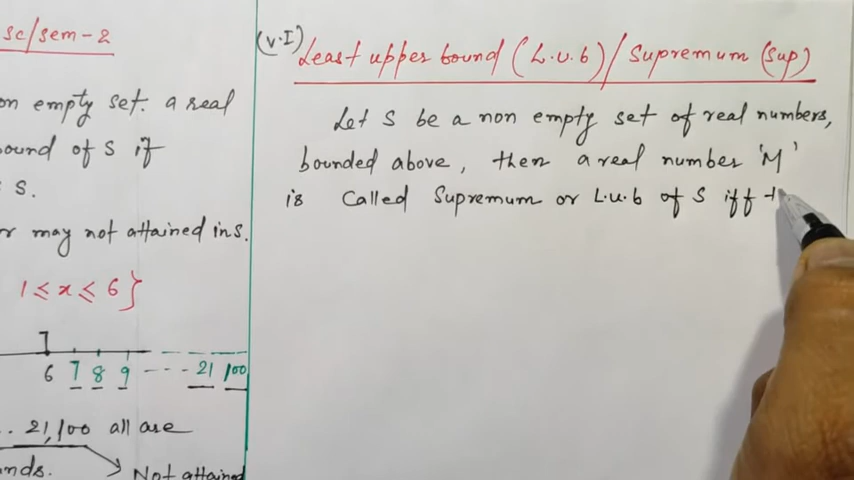 sc/sem-2
on empty set. a real
ound of S if
s S.
or may not attained in s.
1 ≤ x ≤ 6 }
6 7 8 9 --- 21 100
.. 21, 100 all are
nds. Not attained
(V.I)
Least upper bound (L.U.b) / Supremum (Sup)
Let S be a non empty set of real numbers,
bounded above, then a real number 'M'
is Called Supremum or L.u.b of S iff t